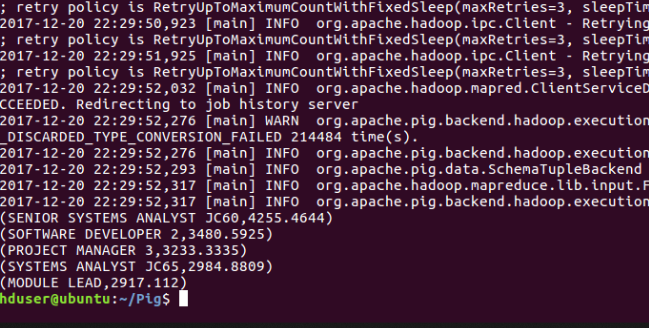 ; retry policy is RetryUpToMaximumCountWithFixedSleep(maxRetries=3, sleepTim
2017-12-20 22:29:50,923 [main] INFO  org.apache.hadoop.ipc.Client - Retrying
; retry policy is RetryUpToMaximumCountWithFixedSleep(maxRetries=3, sleepTim
2017-12-20 22:29:51,925 [main] INFO  org.apache.hadoop.ipc.Client - Retrying
; retry policy is RetryUpToMaximumCountWithFixedSleep(maxRetries=3, sleepTim
2017-12-20 22:29:52,032 [main] INFO  org.apache.hadoop.mapred.ClientServiceD
CCEEDED. Redirecting to job history server
2017-12-20 22:29:52,276 [main] WARN  org.apache.pig.backend.hadoop.execution
_DISCARDED_TYPE_CONVERSION_FAILED 214484 time(s).
2017-12-20 22:29:52,276 [main] INFO  org.apache.pig.backend.hadoop.execution
2017-12-20 22:29:52,293 [main] INFO  org.apache.pig.data.SchemaTupleBackend
2017-12-20 22:29:52,317 [main] INFO  org.apache.hadoop.mapreduce.lib.input.F
2017-12-20 22:29:52,317 [main] INFO  org.apache.pig.backend.hadoop.execution
(SENIOR SYSTEMS ANALYST JC60,4255.4644)
(SOFTWARE DEVELOPER 2,3480.5925)
(PROJECT MANAGER 3,3233.3335)
(SYSTEMS ANALYST JC65,2984.8809)
(MODULE LEAD,2917.112)
hduser@ubuntu:~/Pig$